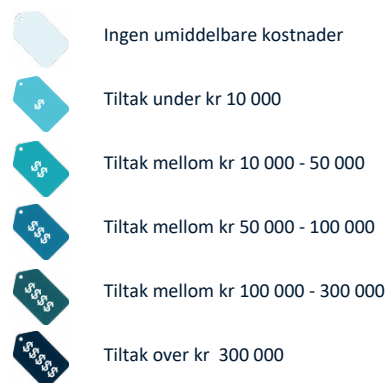 Ingen umiddelbare kostnader
$
Tiltak under kr 10 000
$$
Tiltak mellom kr 10 000 - 50 000
$$$
Tiltak mellom kr 50 000 - 100 000
$$$$
Tiltak mellom kr 100 000 - 300 000
$$$$$
Tiltak over kr  300 000